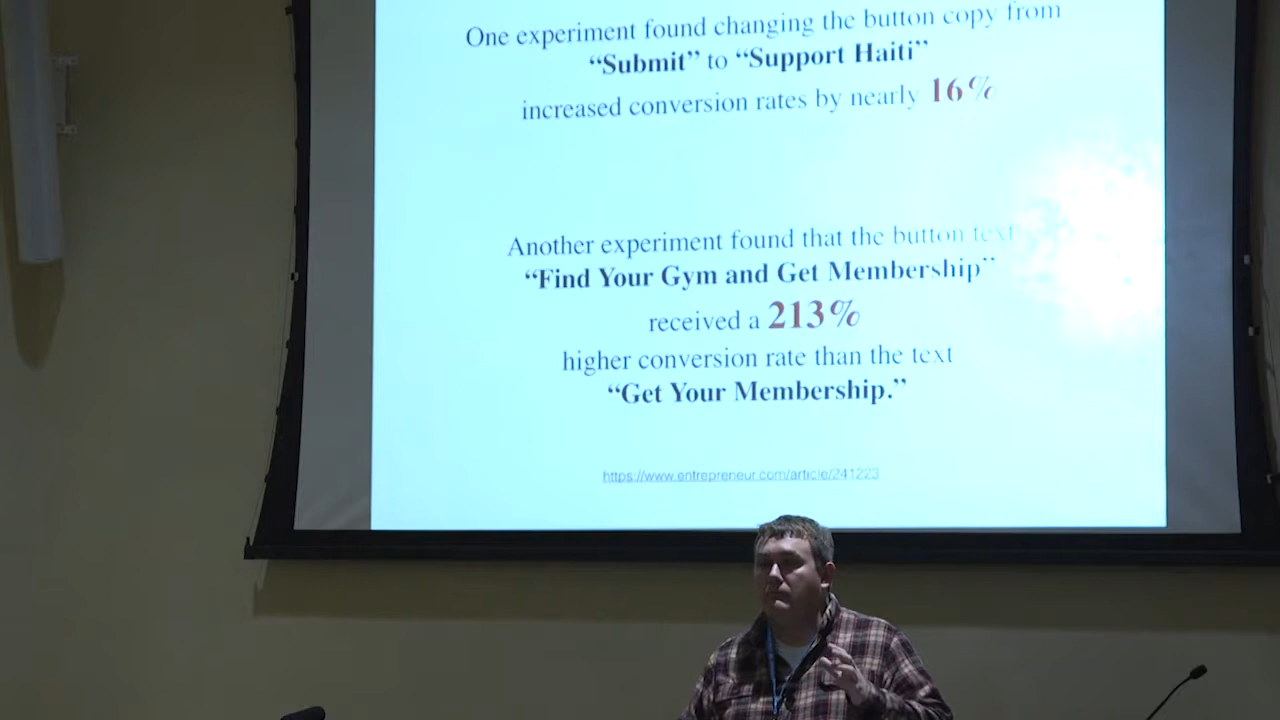 One experiment found changing the button copy from
“Submit” to “Support Haiti”
increased conversion rates by nearly 16%
Another experiment found that the button text
“Find Your Gym and Get Membership”
received a 213%
higher conversion rate than the text
“Get Your Membership.”
https://www.entrepreneur.com/article/241223